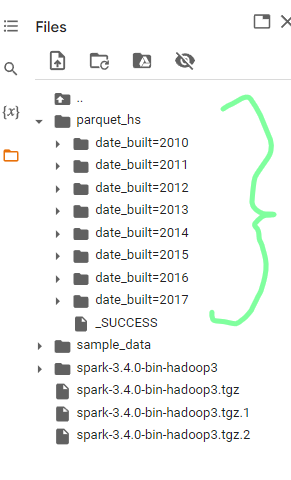 Files
{x}
..
parquet_hs
date_built=2010
date_built=2011
date_built=2012
date_built=2013
date_built=2014
date_built=2015
date_built=2016
date_built=2017
_SUCCESS
sample_data
spark-3.4.0-bin-hadoop3
spark-3.4.0-bin-hadoop3.tgz
spark-3.4.0-bin-hadoop3.tgz.1
spark-3.4.0-bin-hadoop3.tgz.2